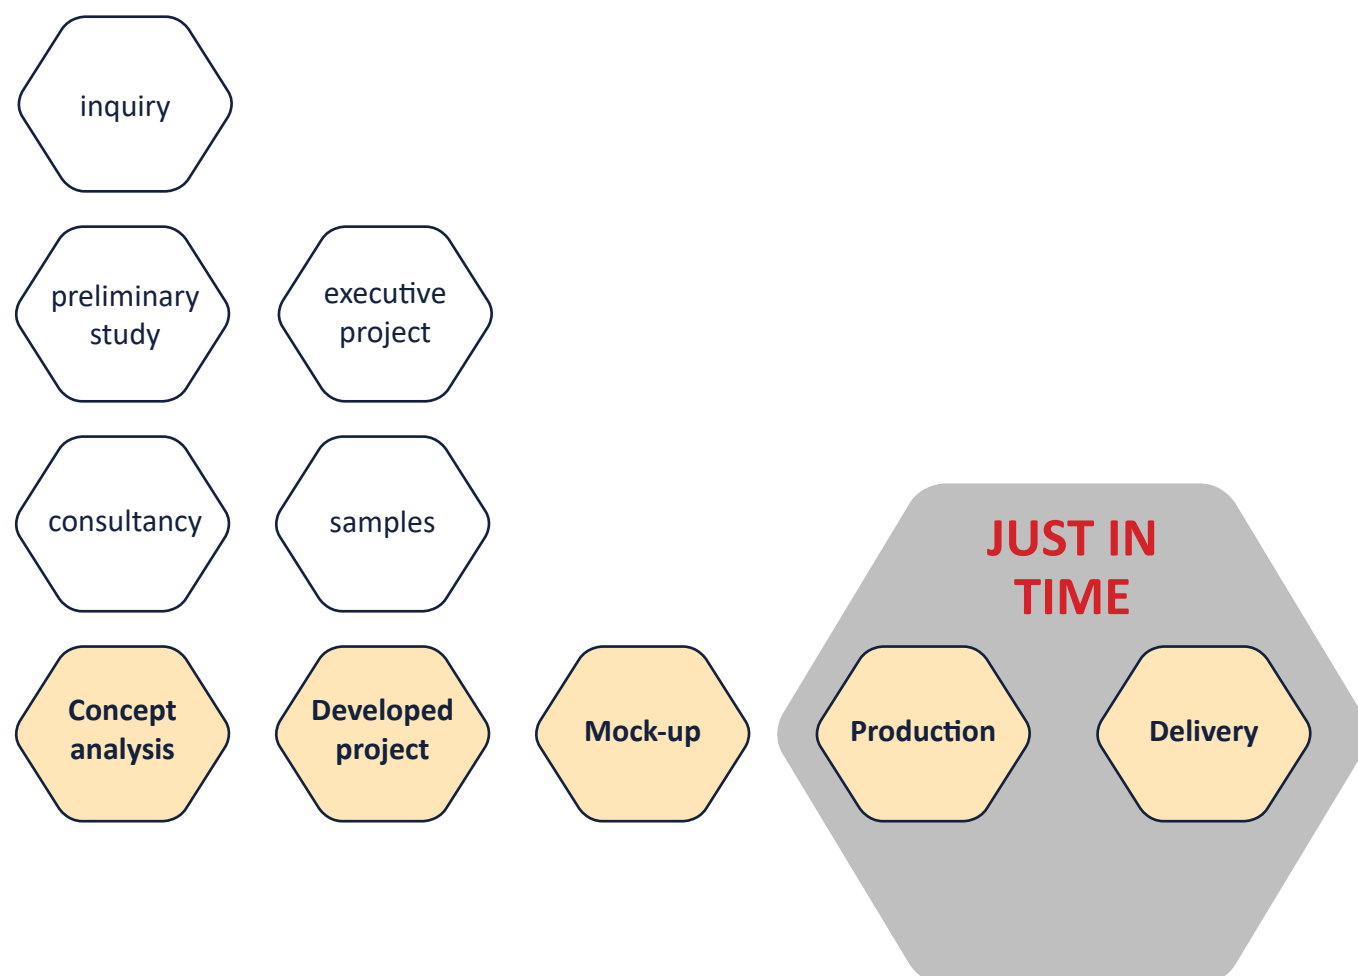 inquiry
preliminary
study
executive
project
consultancy
samples
JUST IN
TIME
Concept
analysis
Developed
project
Mock-up
Production
Delivery